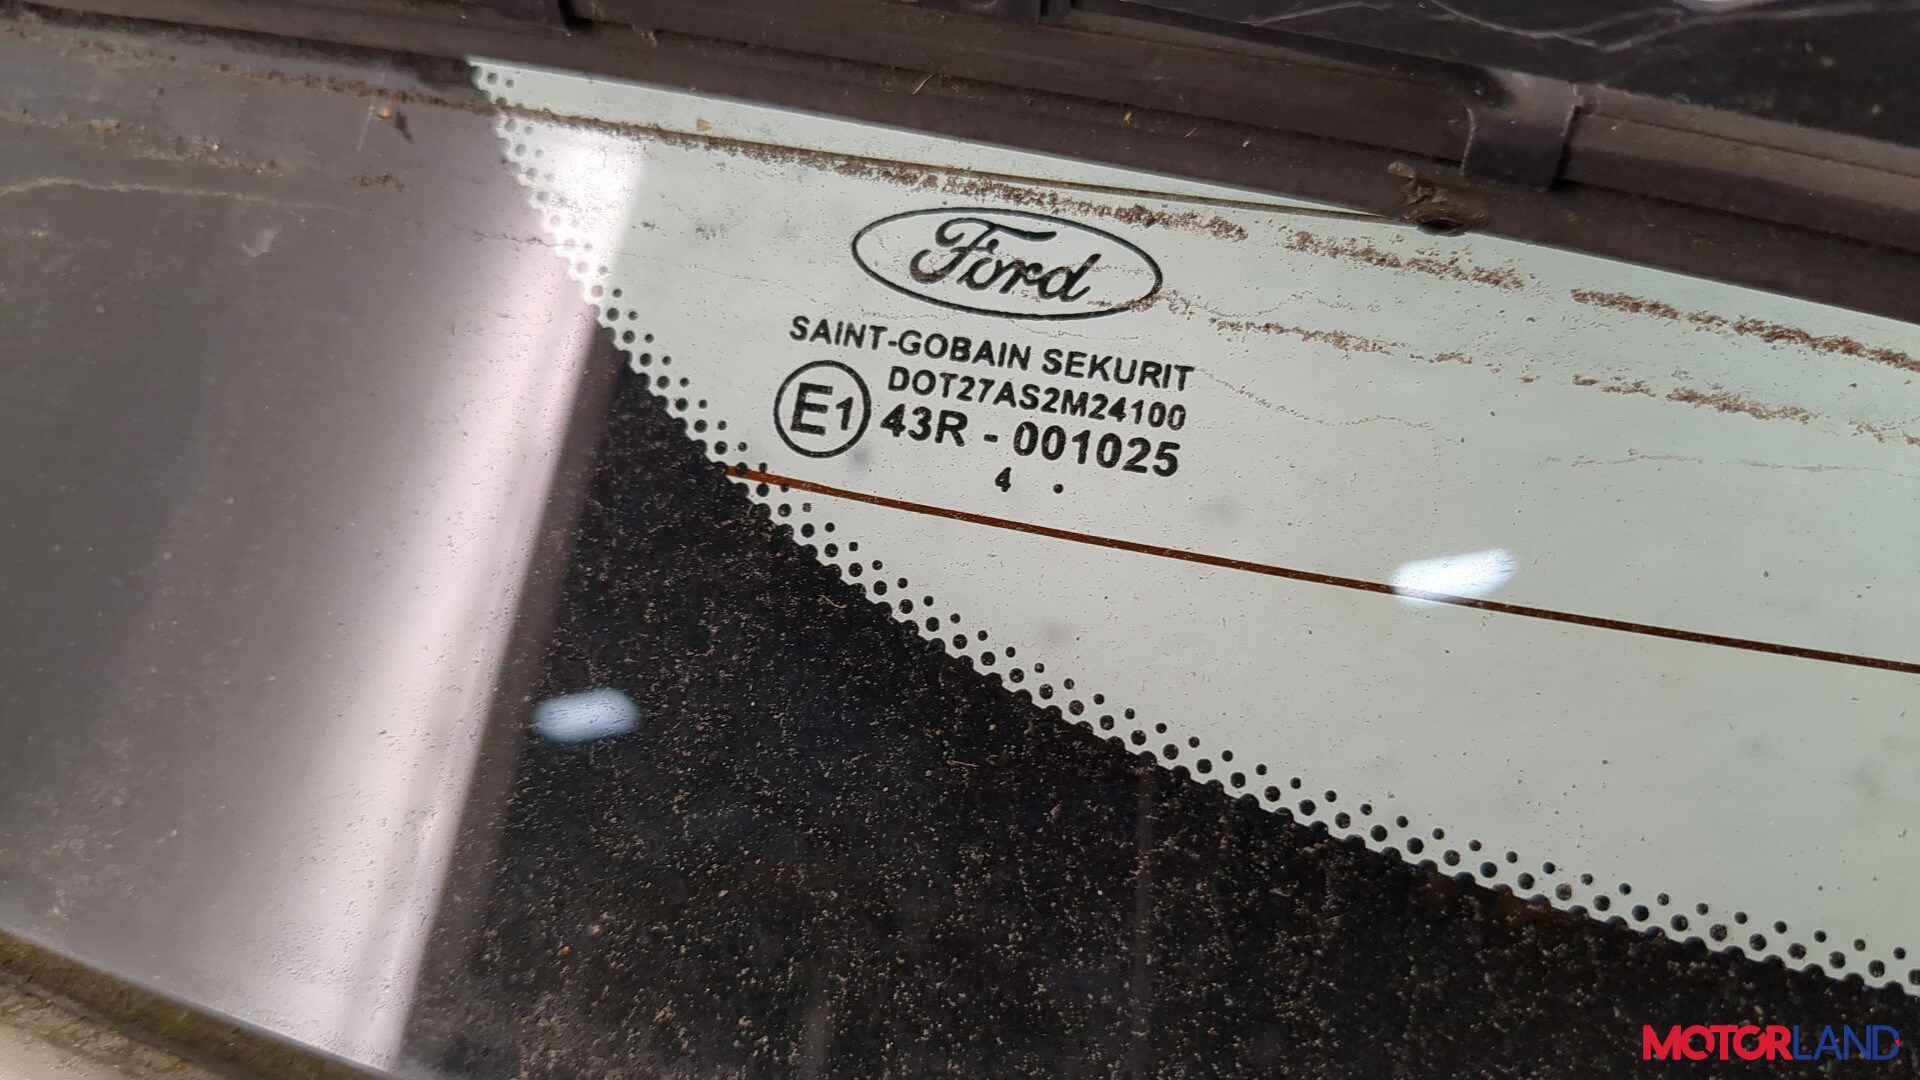 Ford
SAINT-GOBAIN SEKURIT
DOT27AS2M24100
E1 43R - 001025
4 .
MOTORLAND